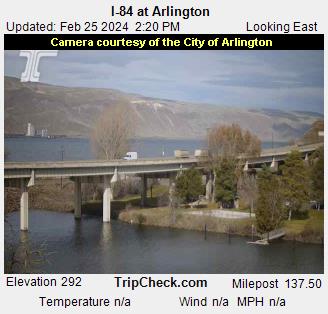 I-84 at Arlington
Updated: Feb 25 2024 2:20 PM Looking East
Camera courtesy of the City of Arlington
Elevation 292 TripCheck.com Milepost 137.50
Temperature n/a Wind n/a MPH n/a